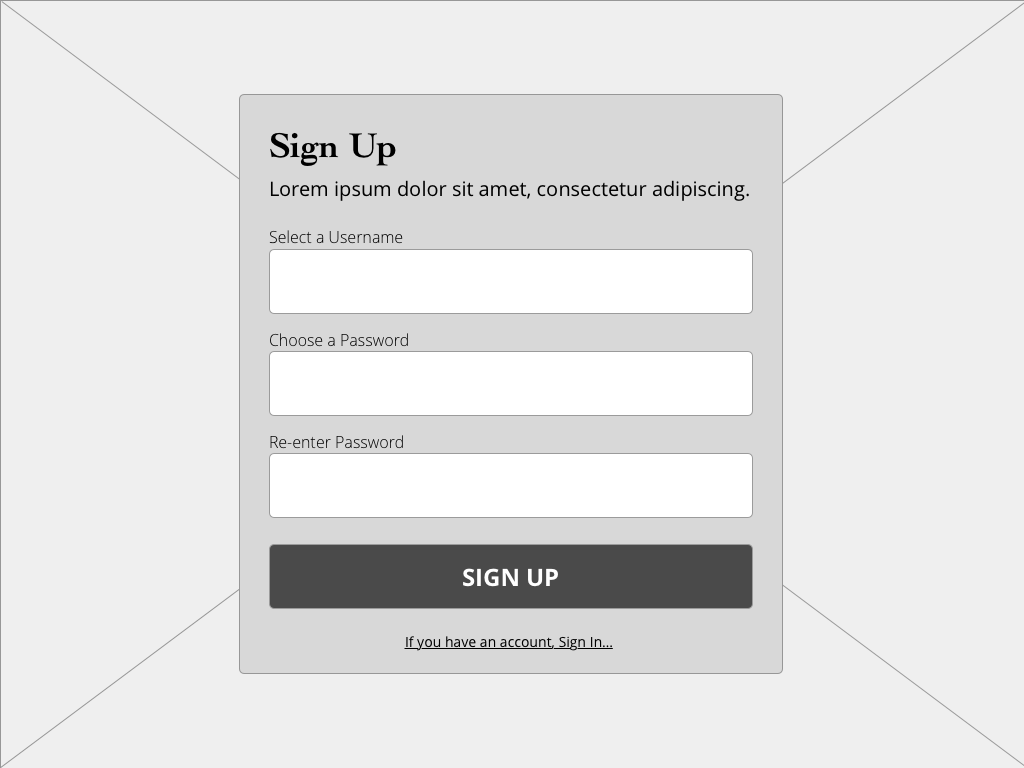 Sign Up
Lorem ipsum dolor sit amet, consectetur adipiscing.
Select a Username
Choose a Password
Re-enter Password
SIGN UP
If you have an account, Sign In...